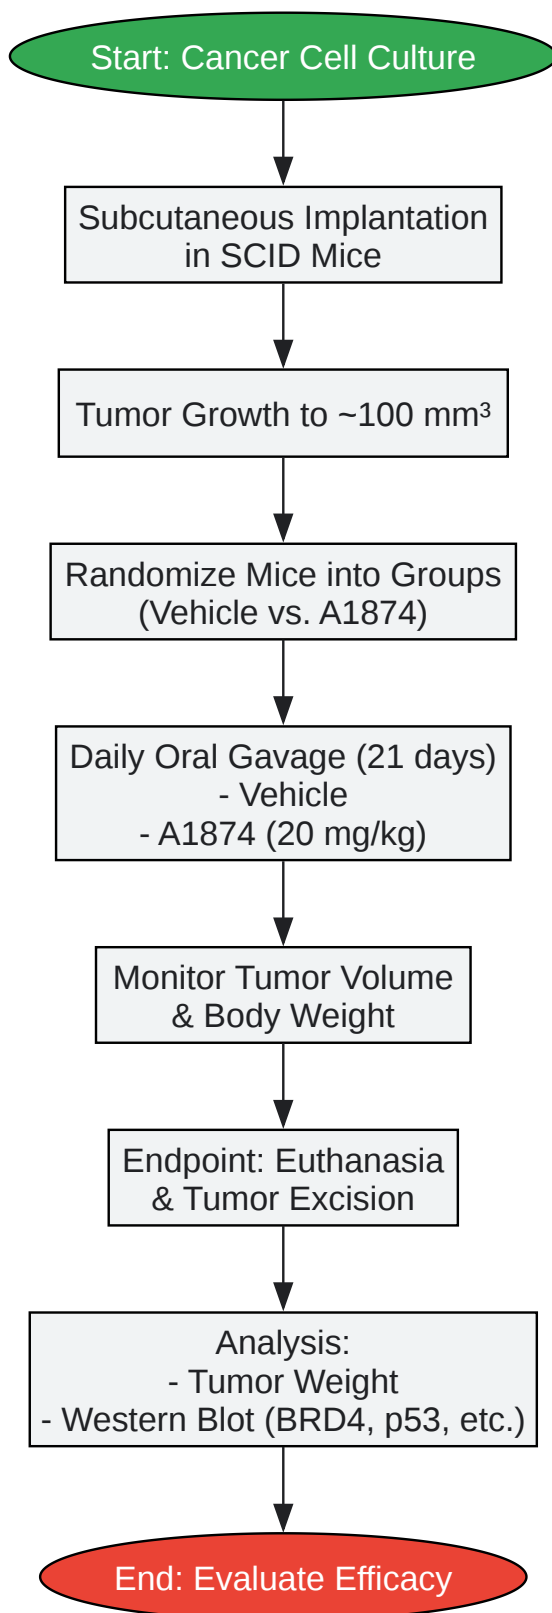 Start: Cancer Cell Culture
Subcutaneous Implantation
in SCID Mice
Tumor Growth to ~100 mm³
Randomize Mice into Groups
(Vehicle vs. A1874)
Daily Oral Gavage (21 days)
- Vehicle
- A1874 (20 mg/kg)
Monitor Tumor Volume
& Body Weight
Endpoint: Euthanasia
& Tumor Excision
Analysis:
- Tumor Weight
- Western Blot (BRD4, p53, etc.)
End: Evaluate Efficacy